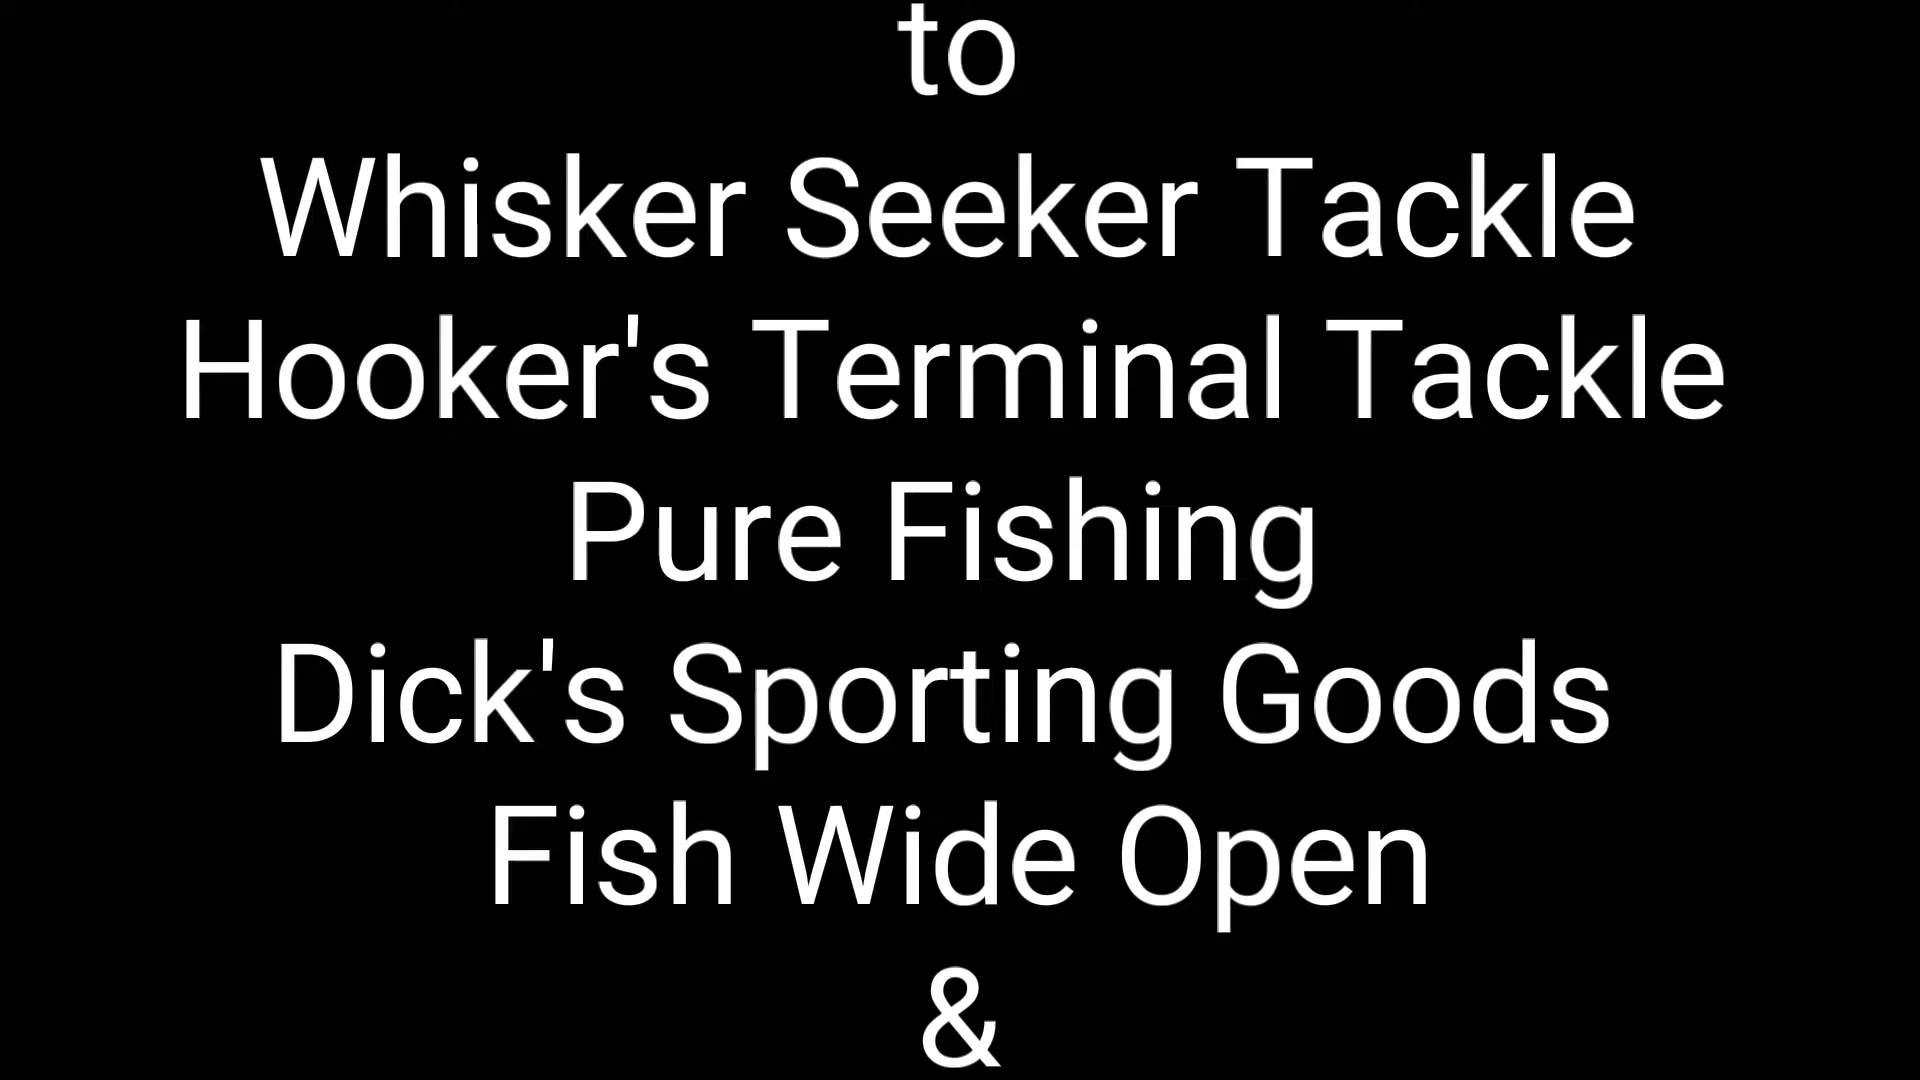 to
Whisker Seeker Tackle
Hooker's Terminal Tackle
Pure Fishing
Dick's Sporting Goods
Fish Wide Open
&